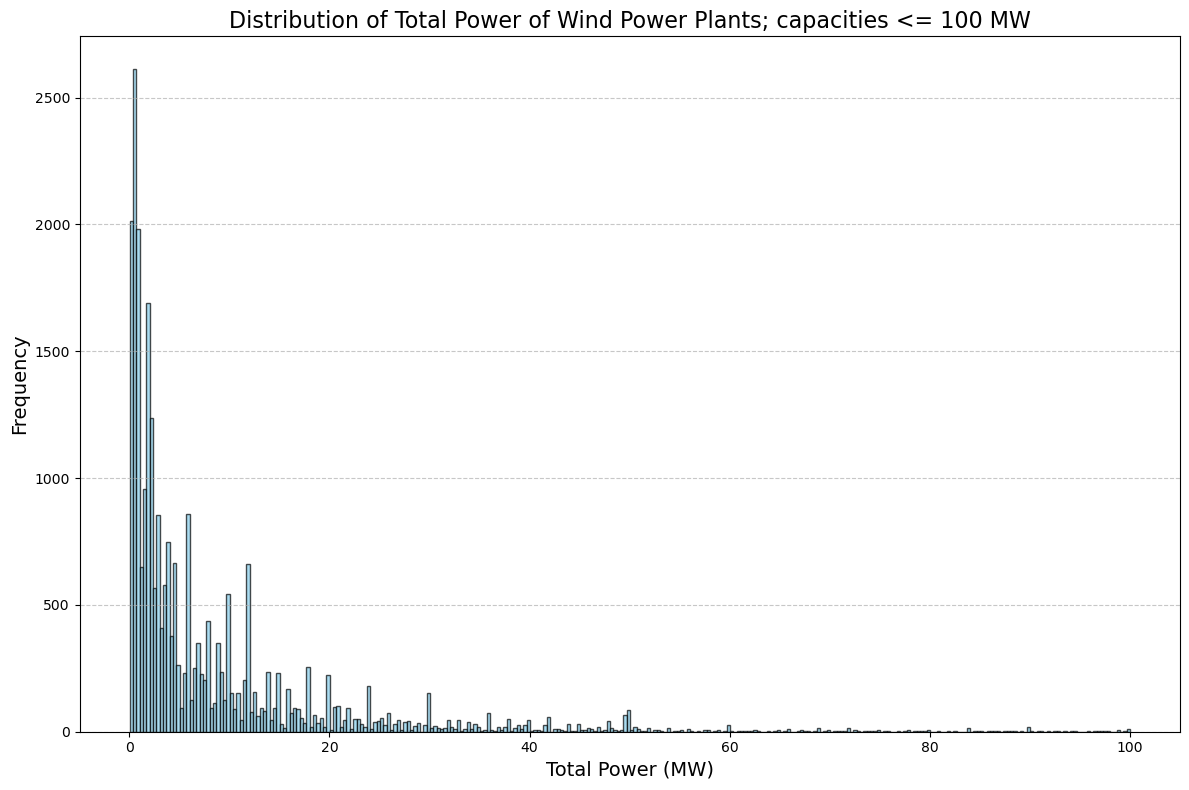 Distribution of Total Power of Wind Power Plants; capacities <= 100 MW
Frequency
2500
2000
1500
1000
500
0
0 20 40 60 80 100
Total Power (MW)